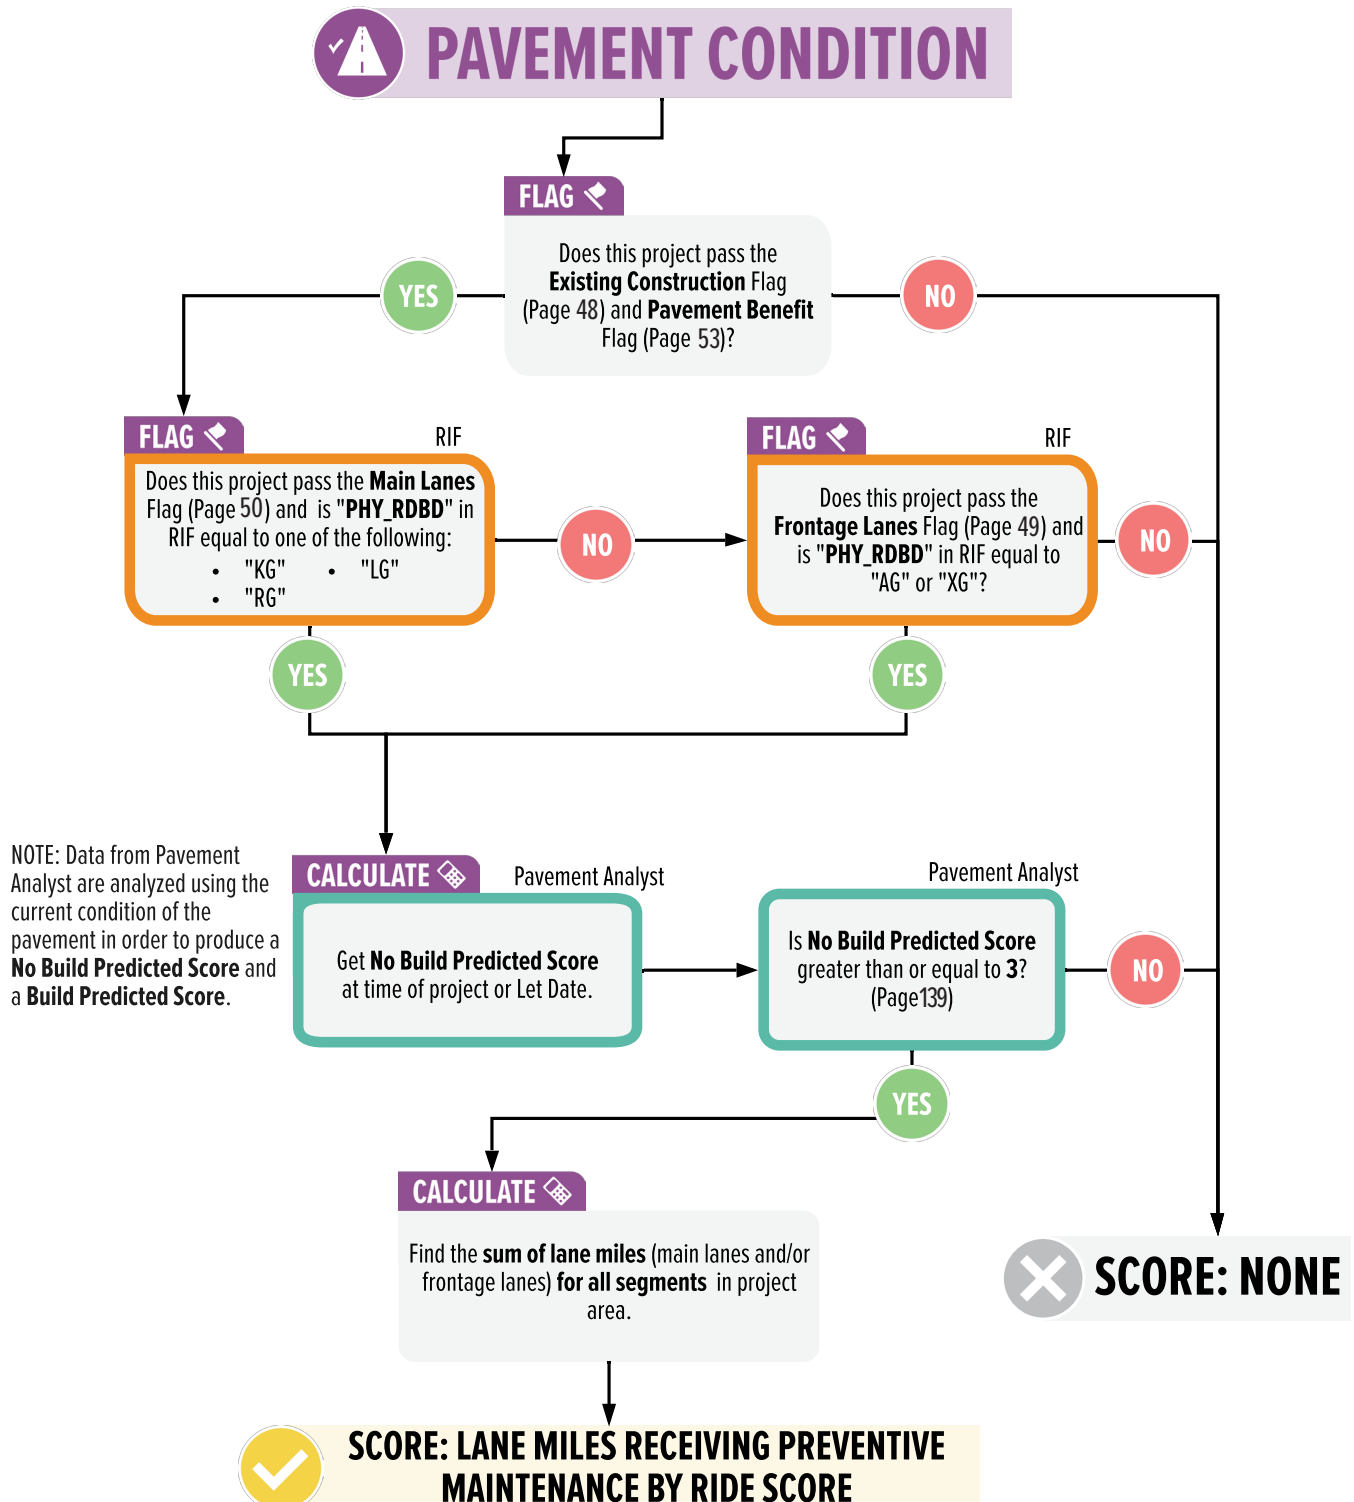 PAVEMENT CONDITION
FLAG
Does this project pass the
Existing Construction Flag
(Page 48) and Pavement Benefit
Flag (Page 53)?
YES
NO
FLAG
RIF
Does this project pass the Main Lanes
Flag (Page 50) and is "PHY_RDBD" in
RIF equal to one of the following:
• "KG" • "LG"
• "RG"
NO
FLAG
RIF
Does this project pass the
Frontage Lanes Flag (Page 49) and
is "PHY_RDBD" in RIF equal to
"AG" or "XG"?
NO
YES
YES
NOTE: Data from Pavement
Analyst are analyzed using the
current condition of the
pavement in order to produce a
No Build Predicted Score and
a Build Predicted Score.
CALCULATE
Pavement Analyst
Get No Build Predicted Score
at time of project or Let Date.
Pavement Analyst
Is No Build Predicted Score
greater than or equal to 3?
(Page139)
NO
YES
CALCULATE
Find the sum of lane miles (main lanes and/or
frontage lanes) for all segments in project
area.
SCORE: NONE
SCORE: LANE MILES RECEIVING PREVENTIVE
MAINTENANCE BY RIDE SCORE